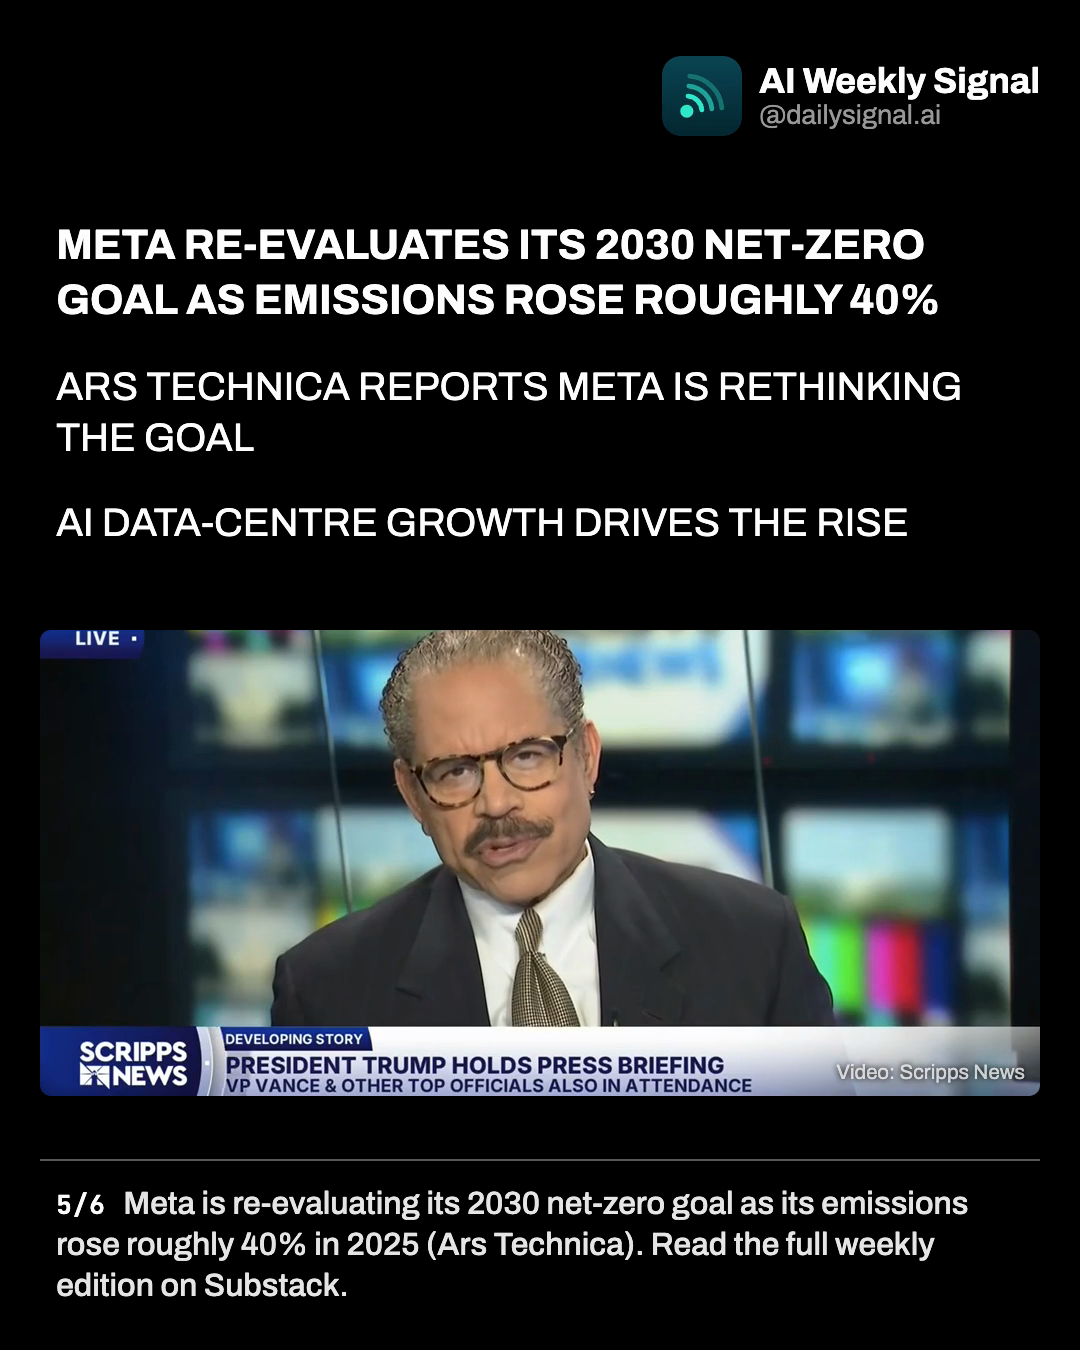 AI Weekly Signal
@dailysignal.ai
META RE-EVALUATES ITS 2030 NET-ZERO
GOAL AS EMISSIONS ROSE ROUGHLY 40%
ARS TECHNICA REPORTS META IS RETHINKING
THE GOAL
AI DATA-CENTRE GROWTH DRIVES THE RISE
LIVE
SCRIPPS
NEWS
DEVELOPING STORY
PRESIDENT TRUMP HOLDS PRESS BRIEFING
VP VANCE & OTHER TOP OFFICIALS ALSO IN ATTENDANCE
Video: Scripps News
5/6 Meta is re-evaluating its 2030 net-zero goal as its emissions
rose roughly 40% in 2025 (Ars Technica). Read the full weekly
edition on Substack.